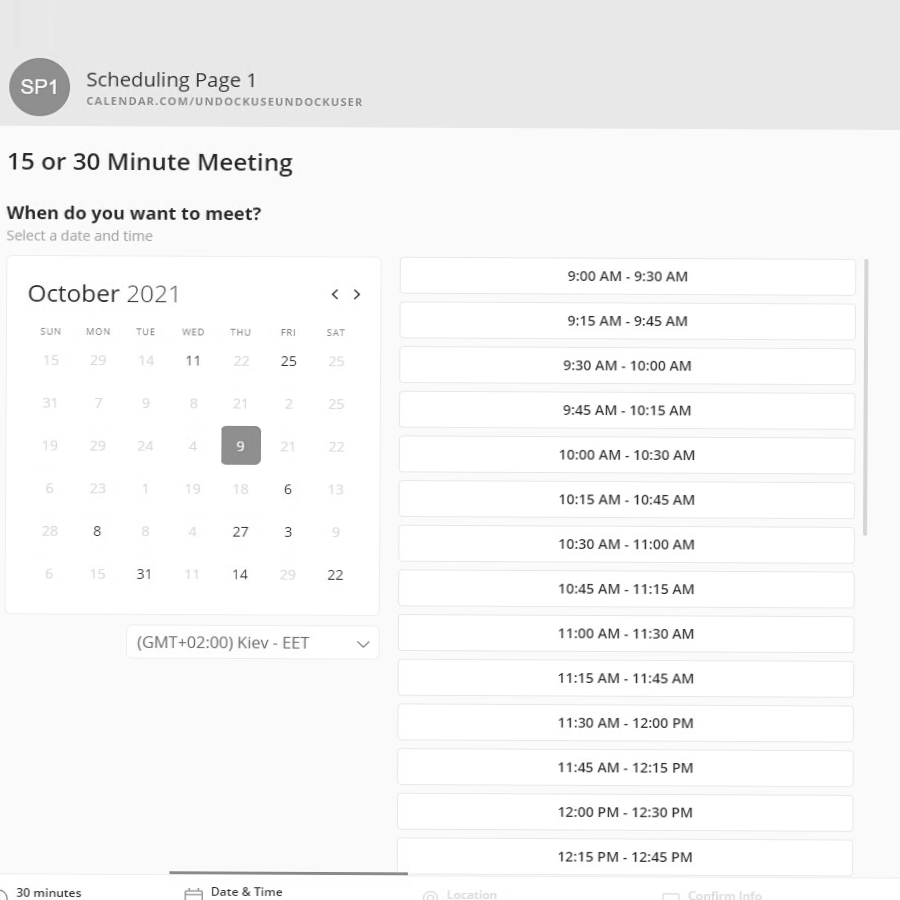 SP1
Scheduling Page 1
CALENDAR.COM/UNDOCKUSEUNDOCKUSER
15 or 30 Minute Meeting
When do you want to meet?
Select a date and time
October 2021
SUN MON TUE WED THU FRI SAT
15 29 14 11 22 25 25
31 7 9 8 21 2 25
19 29 24 4 9 21 22
6 23 1 19 18 6 13
28 8 8 4 27 3 9
6 15 31 11 14 29 22
(GMT+02:00) Kiev - EET
9:00 AM - 9:30 AM
9:15 AM - 9:45 AM
9:30 AM - 10:00 AM
9:45 AM - 10:15 AM
10:00 AM - 10:30 AM
10:15 AM - 10:45 AM
10:30 AM - 11:00 AM
10:45 AM - 11:15 AM
11:00 AM - 11:30 AM
11:15 AM - 11:45 AM
11:30 AM - 12:00 PM
11:45 AM - 12:15 PM
12:00 PM - 12:30 PM
12:15 PM - 12:45 PM
30 minutes
Date & Time
Location
Confirm Info